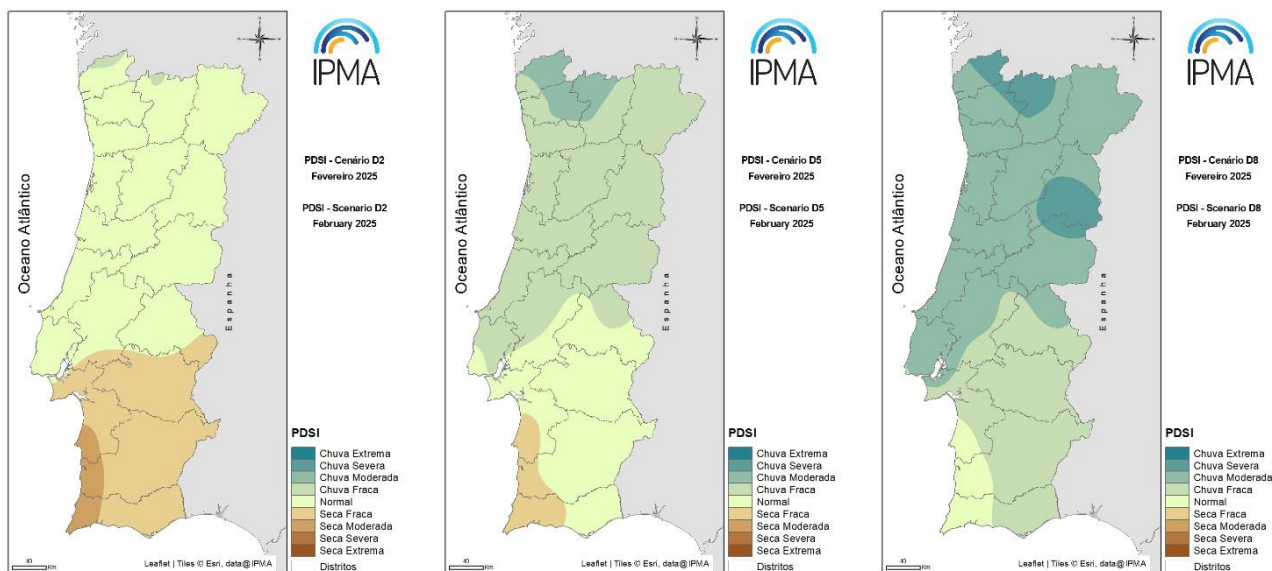 IPMA
PDSI - Cenário D2
Fevereiro 2025
PDSI - Scenario D2
February 2025
Oceano Atlântico
Espanha
PDSI
Chuva Extrema
Chuva Severa
Chuva Moderada
Chuva Fraca
Normal
Seca Fraca
Seca Moderada
Seca Severa
Seca Extrema
Distritos
40
Km
Leaflet | Tiles © Esri, data@IPMA
IPMA
PDSI - Cenário D5
Fevereiro 2025
PDSI - Scenario D5
February 2025
Oceano Atlântico
Espanha
PDSI
Chuva Extrema
Chuva Severa
Chuva Moderada
Chuva Fraca
Normal
Seca Fraca
Seca Moderada
Seca Severa
Seca Extrema
Distritos
40
Km
Leaflet | Tiles © Esri, data@IPMA
IPMA
PDSI - Cenário D8
Fevereiro 2025
PDSI - Scenario D8
February 2025
Oceano Atlântico
Espanha
PDSI
Chuva Extrema
Chuva Severa
Chuva Moderada
Chuva Fraca
Normal
Seca Fraca
Seca Moderada
Seca Severa
Seca Extrema
Distritos
40
Km
Leaflet | Tiles © Esri, data@IPMA